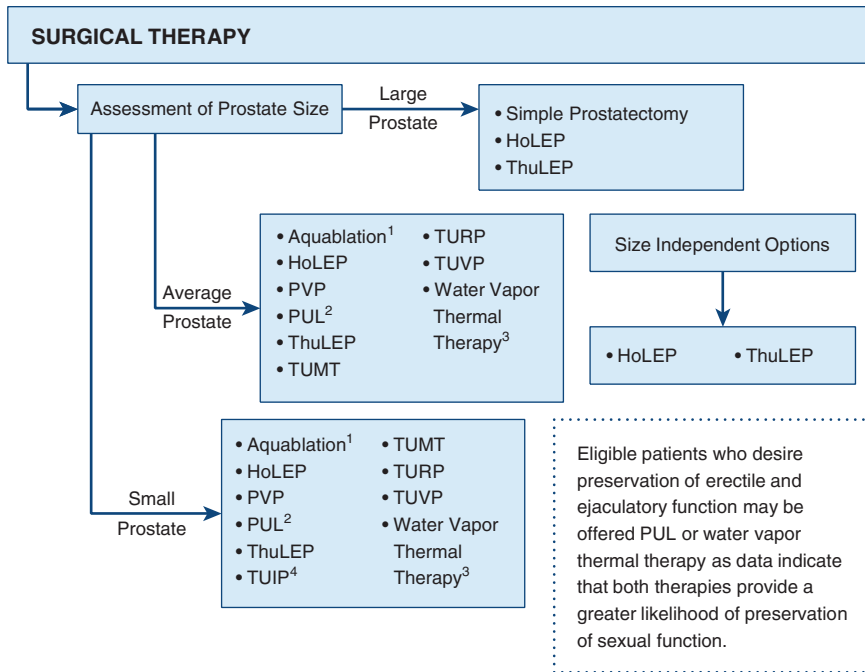 SURGICAL THERAPY
Assessment of Prostate Size
Large
Prostate
• Simple Prostatectomy
• HoLEP
• ThuLEP
Average
Prostate
• Aquablation¹
• HoLEP
• PVP
• PUL²
• ThuLEP
• TUMT
• TURP
• TUVP
• Water Vapor
Thermal
Therapy³
Size Independent Options
• HoLEP
• ThuLEP
Small
Prostate
• Aquablation¹
• HoLEP
• PVP
• PUL²
• ThuLEP
• TUIP⁴
• TUMT
• TURP
• TUVP
• Water Vapor
Thermal
Therapy³
Eligible patients who desire
preservation of erectile and
ejaculatory function may be
offered PUL or water vapor
thermal therapy as data indicate
that both therapies provide a
greater likelihood of preservation
of sexual function.